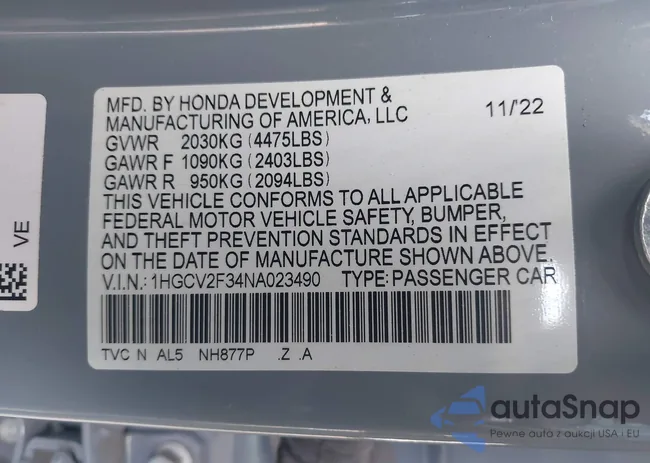 MFD. BY HONDA DEVELOPMENT &
MANUFACTURING OF AMERICA, LLC 11/'22
GVWR 2030KG (4475LBS)
GAWR F 1090KG (2403LBS)
GAWR R 950KG (2094LBS)
THIS VEHICLE CONFORMS TO ALL APPLICABLE
FEDERAL MOTOR VEHICLE SAFETY, BUMPER,
AND THEFT PREVENTION STANDARDS IN EFFECT
ON THE DATE OF MANUFACTURE SHOWN ABOVE.
V.I.N.: 1HGCV2F34NA023490 TYPE: PASSENGER CAR
TVC N AL5 NH877P .Z .A
VE
autaSnap
Pewne auta z aukcji USA i EU